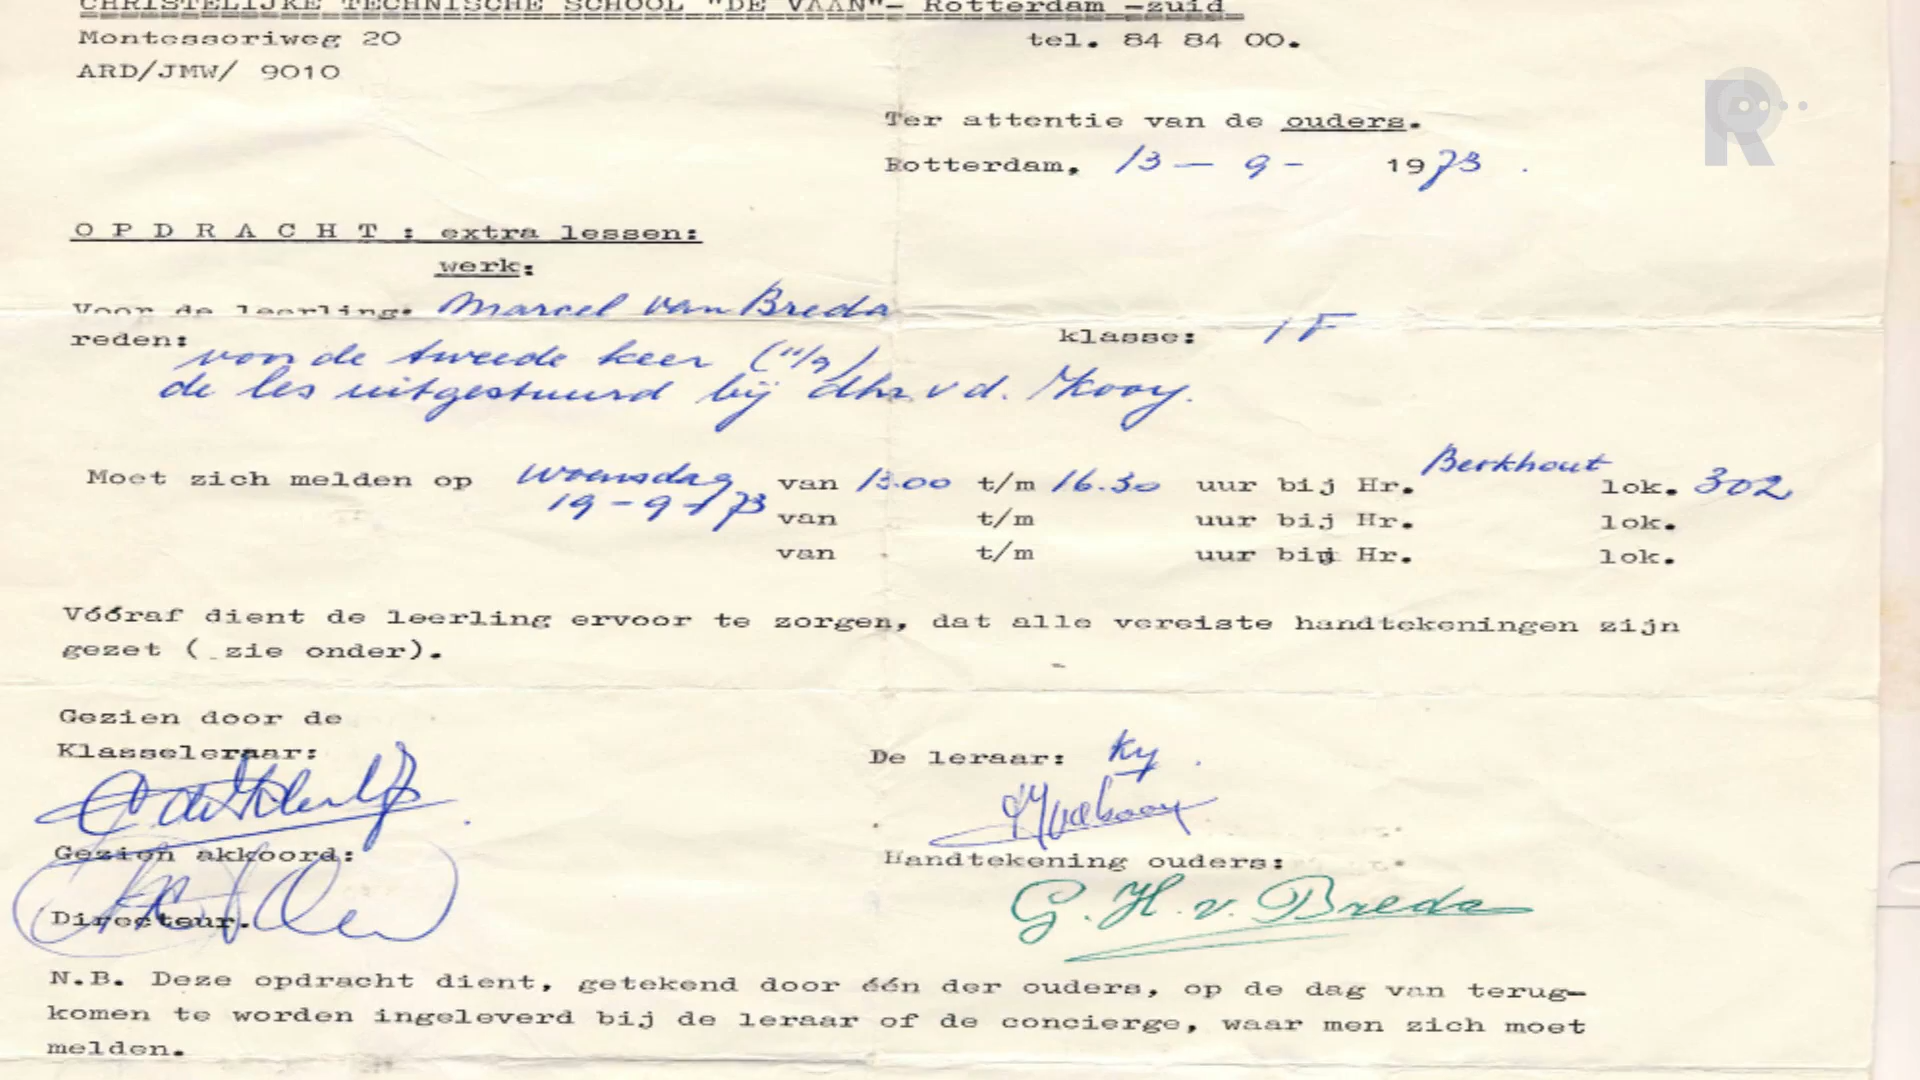 CHRISTELIJKE TECHNISCHE SCHOOL "DE VAAN"- Rotterdam -zuid
Montessoriweg 20 tel. 84 84 00.
ARD/JMW/ 9010
Ter attentie van de ouders.
Rotterdam, 13 - 9 - 1973.
OPDRACHT: extra lessen:
werk:
Voor de leerling: Marcel van Breda
reden: klasse: 1F
voor de tweede keer (11/9)
de les uitgestuurd bij dhr. v d. Kooy.
Moet zich melden op woensdag van 13.00 t/m 16.30 uur bij Hr. Berkhout lok. 302
19-9-'73 van t/m uur bij Hr. lok.
van t/m uur bij Hr. lok.
Vóóraf dient de leerling ervoor te zorgen, dat alle vereiste handtekeningen zijn
gezet ( zie onder).
Gezien door de
Klasseleraar: De leraar: Ky.
Gezien akkoord: Handtekening ouders:
Directeur. G. H. v. Breda
N.B. Deze opdracht dient, getekend door één der ouders, op de dag van terug-
komen te worden ingeleverd bij de leraar of de concierge, waar men zich moet
melden.
R